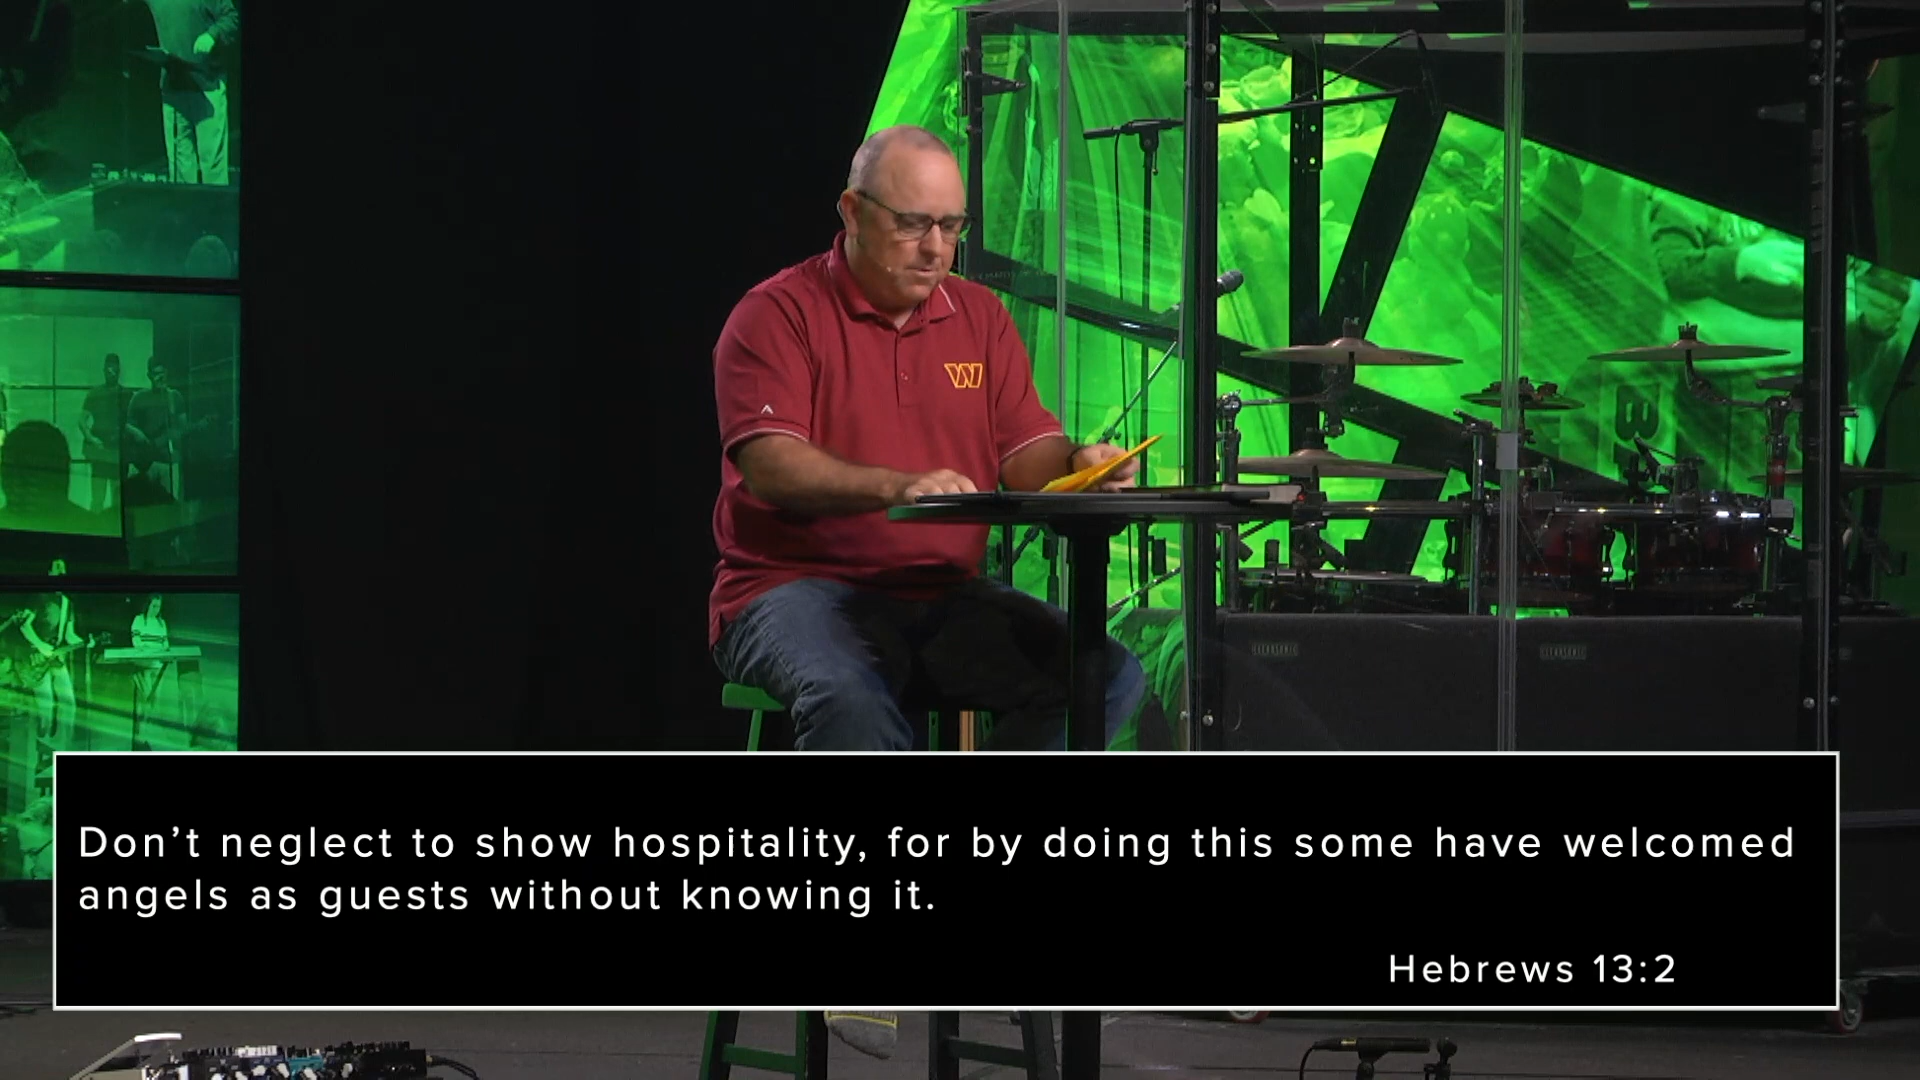 W
Don’t neglect to show hospitality, for by doing this some have welcomed
angels as guests without knowing it.
Hebrews 13:2